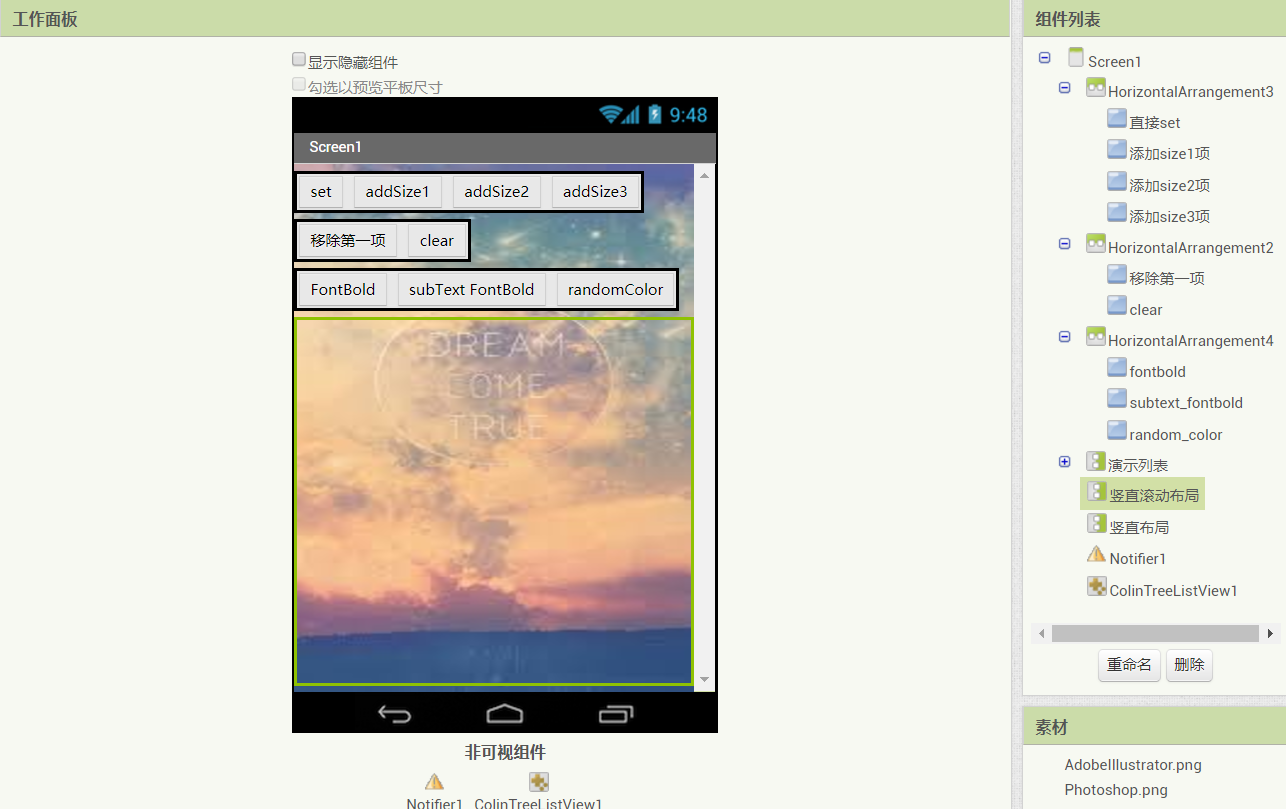 工作面板
显示隐藏组件
勾选以预览平板尺寸
9:48
Screen1
set addSize1 addSize2 addSize3
移除第一项 clear
FontBold subText FontBold randomColor
DREAM
COME
TRUE
非可视组件
Notifier1 ColinTreeListView1
组件列表
Screen1
HorizontalArrangement3
直接set
添加size1项
添加size2项
添加size3项
HorizontalArrangement2
移除第一项
clear
HorizontalArrangement4
fontbold
subtext_fontbold
random_color
演示列表
竖直滚动布局
竖直布局
Notifier1
ColinTreeListView1
重命名 删除
素材
AdobeIllustrator.png
Photoshop.png